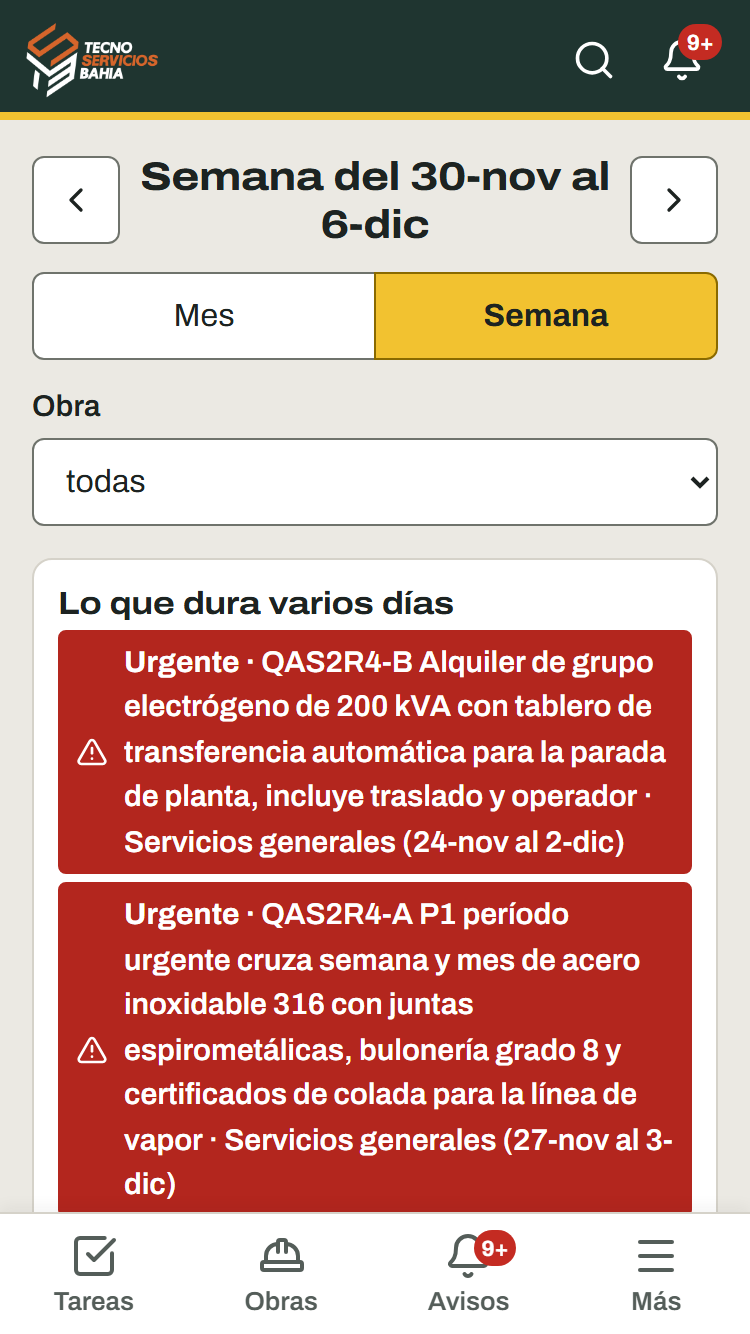 TECNO
SERVICIOS
BAHIA
9+
Semana del 30-nov al
6-dic
Mes
Semana
Obra
todas
Lo que dura varios días
Urgente · QAS2R4-B Alquiler de grupo
electrógeno de 200 kVA con tablero de
transferencia automática para la parada
de planta, incluye traslado y operador ·
Servicios generales (24-nov al 2-dic)
Urgente · QAS2R4-A P1 período
urgente cruza semana y mes de acero
inoxidable 316 con juntas
espirometálicas, bulonería grado 8 y
certificados de colada para la línea de
vapor · Servicios generales (27-nov al 3-
dic)
9+
Tareas
Obras
Avisos
Más